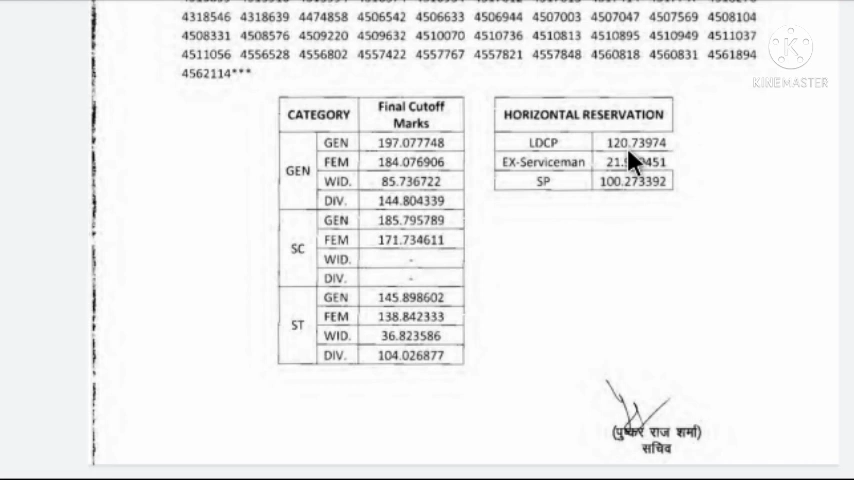 4318546 4318639 4474858 4506542 4506633 4506944 4507003 4507047 4507569 4508104
4508331 4508576 4509220 4509632 4510070 4510736 4510813 4510895 4510949 4511037
4511056 4556528 4556802 4557422 4557767 4557821 4557848 4560818 4560831 4561894
4562114***
KINEMASTER
CATEGORY Final Cutoff Marks
GEN GEN 197.077748
FEM 184.076906
WID. 85.736722
DIV. 144.804339
SC GEN 185.795789
FEM 171.734611
WID. -
DIV. -
ST GEN 145.898602
FEM 138.842333
WID. 36.823586
DIV. 104.026877
HORIZONTAL RESERVATION
LDCP 120.73974
EX-Serviceman
SP 100.273392
(पुष्कर राज शर्मा)
सचिव